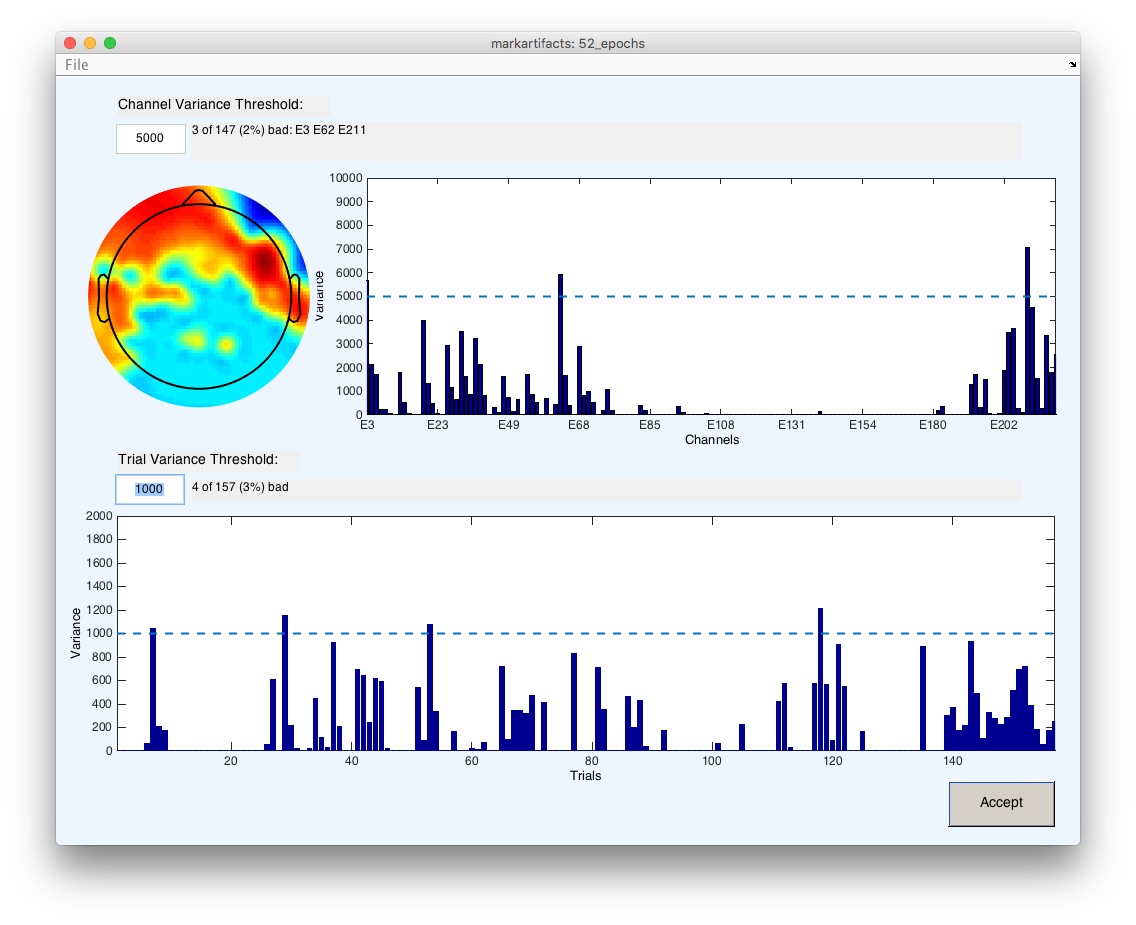 markartifacts: 52_epochs
File
Channel Variance Threshold:
5000
3 of 147 (2%) bad: E3 E62 E211
10000
9000
8000
7000
6000
5000
4000
3000
2000
1000
0
Variance
E3 E23 E49 E68 E85 E108 E131 E154 E180 E202
Channels
Trial Variance Threshold:
1000
4 of 157 (3%) bad
2000
1800
1600
1400
1200
1000
800
600
400
200
0
Variance
20 40 60 80 100 120 140
Trials
Accept